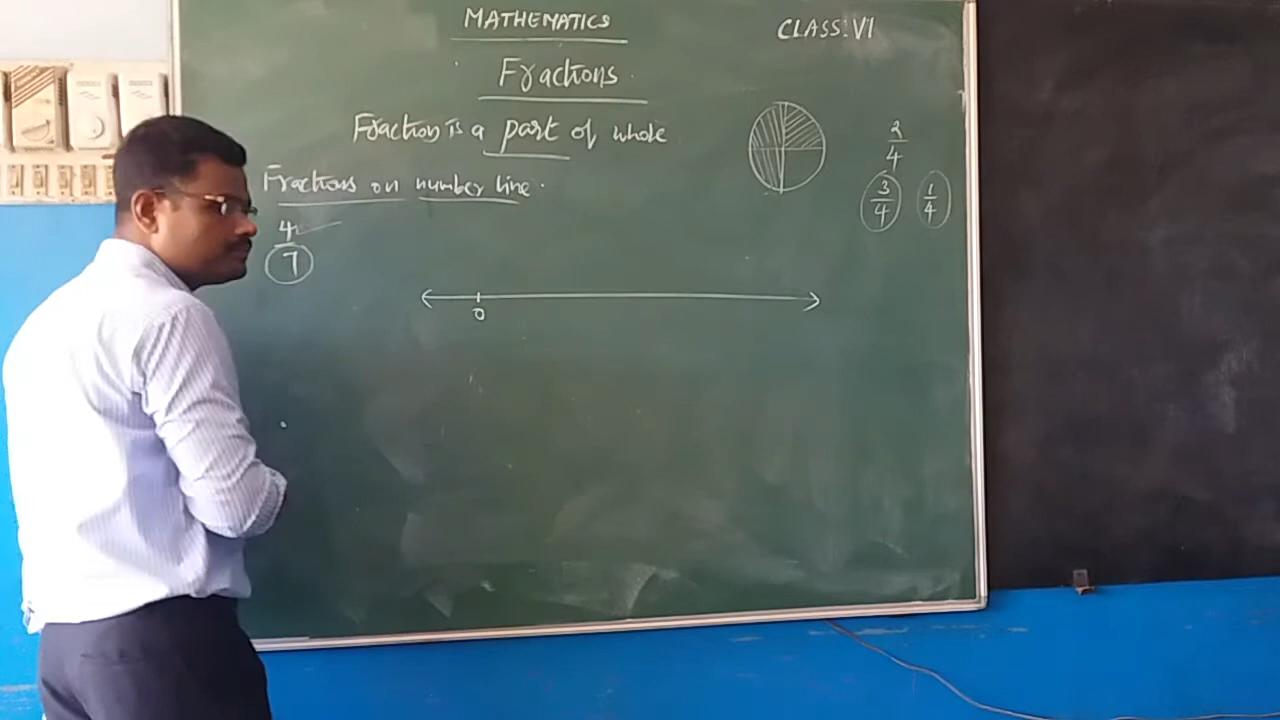 MATHEMATICS
CLASS: VI
Fractions
Fraction is a part of whole
2/4
3/4 1/4
Fractions on number line.
4/7
0